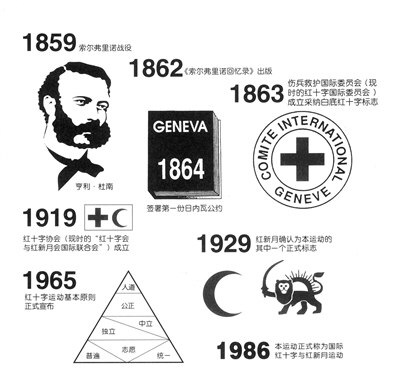 1859 索尔弗里诺战役
1862 《索尔弗里诺回忆录》出版
1863 伤兵救护国际委员会（现
时的红十字国际委员会）
成立采纳白底红十字标志
亨利·杜南
GENEVA
1864
签署第一份日内瓦公约
COMITE INTERNATIONAL
GENEVE
1919
红十字协会（现时的“红十字会
与红新月会国际联合会”）成立
1929 红新月确认为本运动的
其中一个正式标志
1965
红十字运动基本原则
正式宣布
人道
公正
中立
独立
志愿
普遍
统一
1986 本运动正式称为国际
红十字与红新月运动